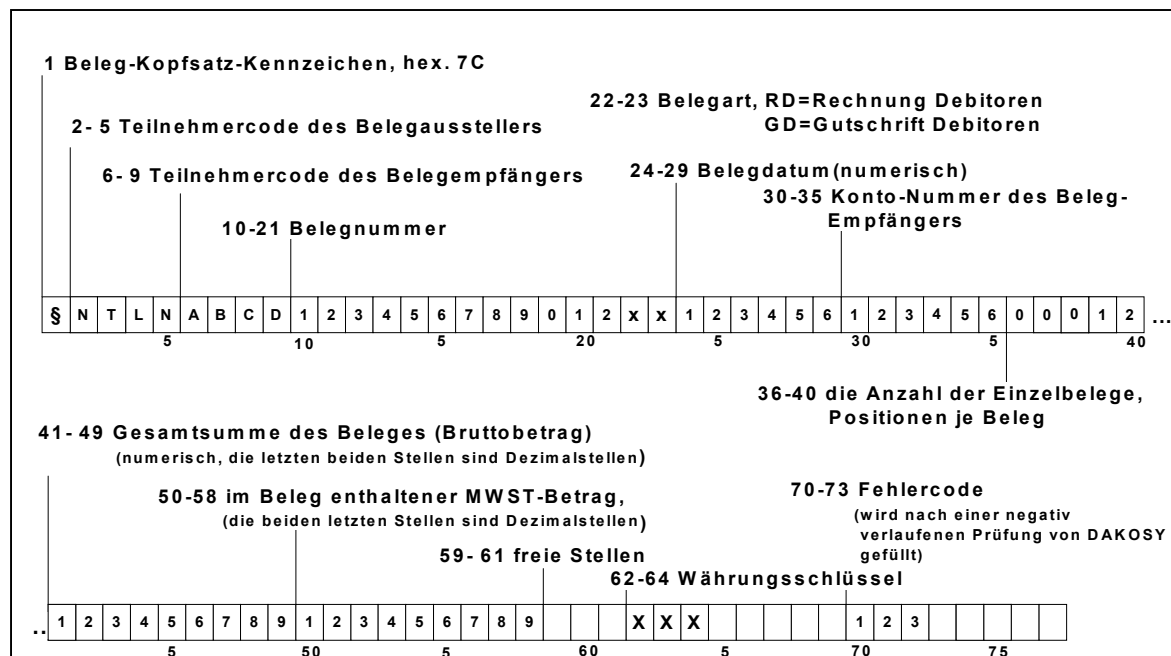 1 Beleg-Kopfsatz-Kennzeichen, hex. 7C
22-23 Belegart, RD=Rechnung Debitoren
GD=Gutschrift Debitoren
2- 5 Teilnehmercode des Belegausstellers
6- 9 Teilnehmercode des Belegempfängers
24-29 Belegdatum(numerisch)
30-35 Konto-Nummer des Beleg-
Empfängers
10-21 Belegnummer
§ N T L N A B C D 1 2 3 4 5 6 7 8 9 0 1 2 x x 1 2 3 4 5 6 1 2 3 4 5 6 0 0 0 1 2 ...
5 10 5 20 5 30 5 40
36-40 die Anzahl der Einzelbelege,
Positionen je Beleg
41- 49 Gesamtsumme des Beleges (Bruttobetrag)
(numerisch, die letzten beiden Stellen sind Dezimalstellen)
50-58 im Beleg enthaltener MWST-Betrag,
(die beiden letzten Stellen sind Dezimalstellen)
70-73 Fehlercode
(wird nach einer negativ
verlaufenen Prüfung von DAKOSY
gefüllt)
59- 61 freie Stellen
62-64 Währungsschlüssel
.. 1 2 3 4 5 6 7 8 9 1 2 3 4 5 6 7 8 9 X X X 1 2 3
5 50 5 60 5 70 75